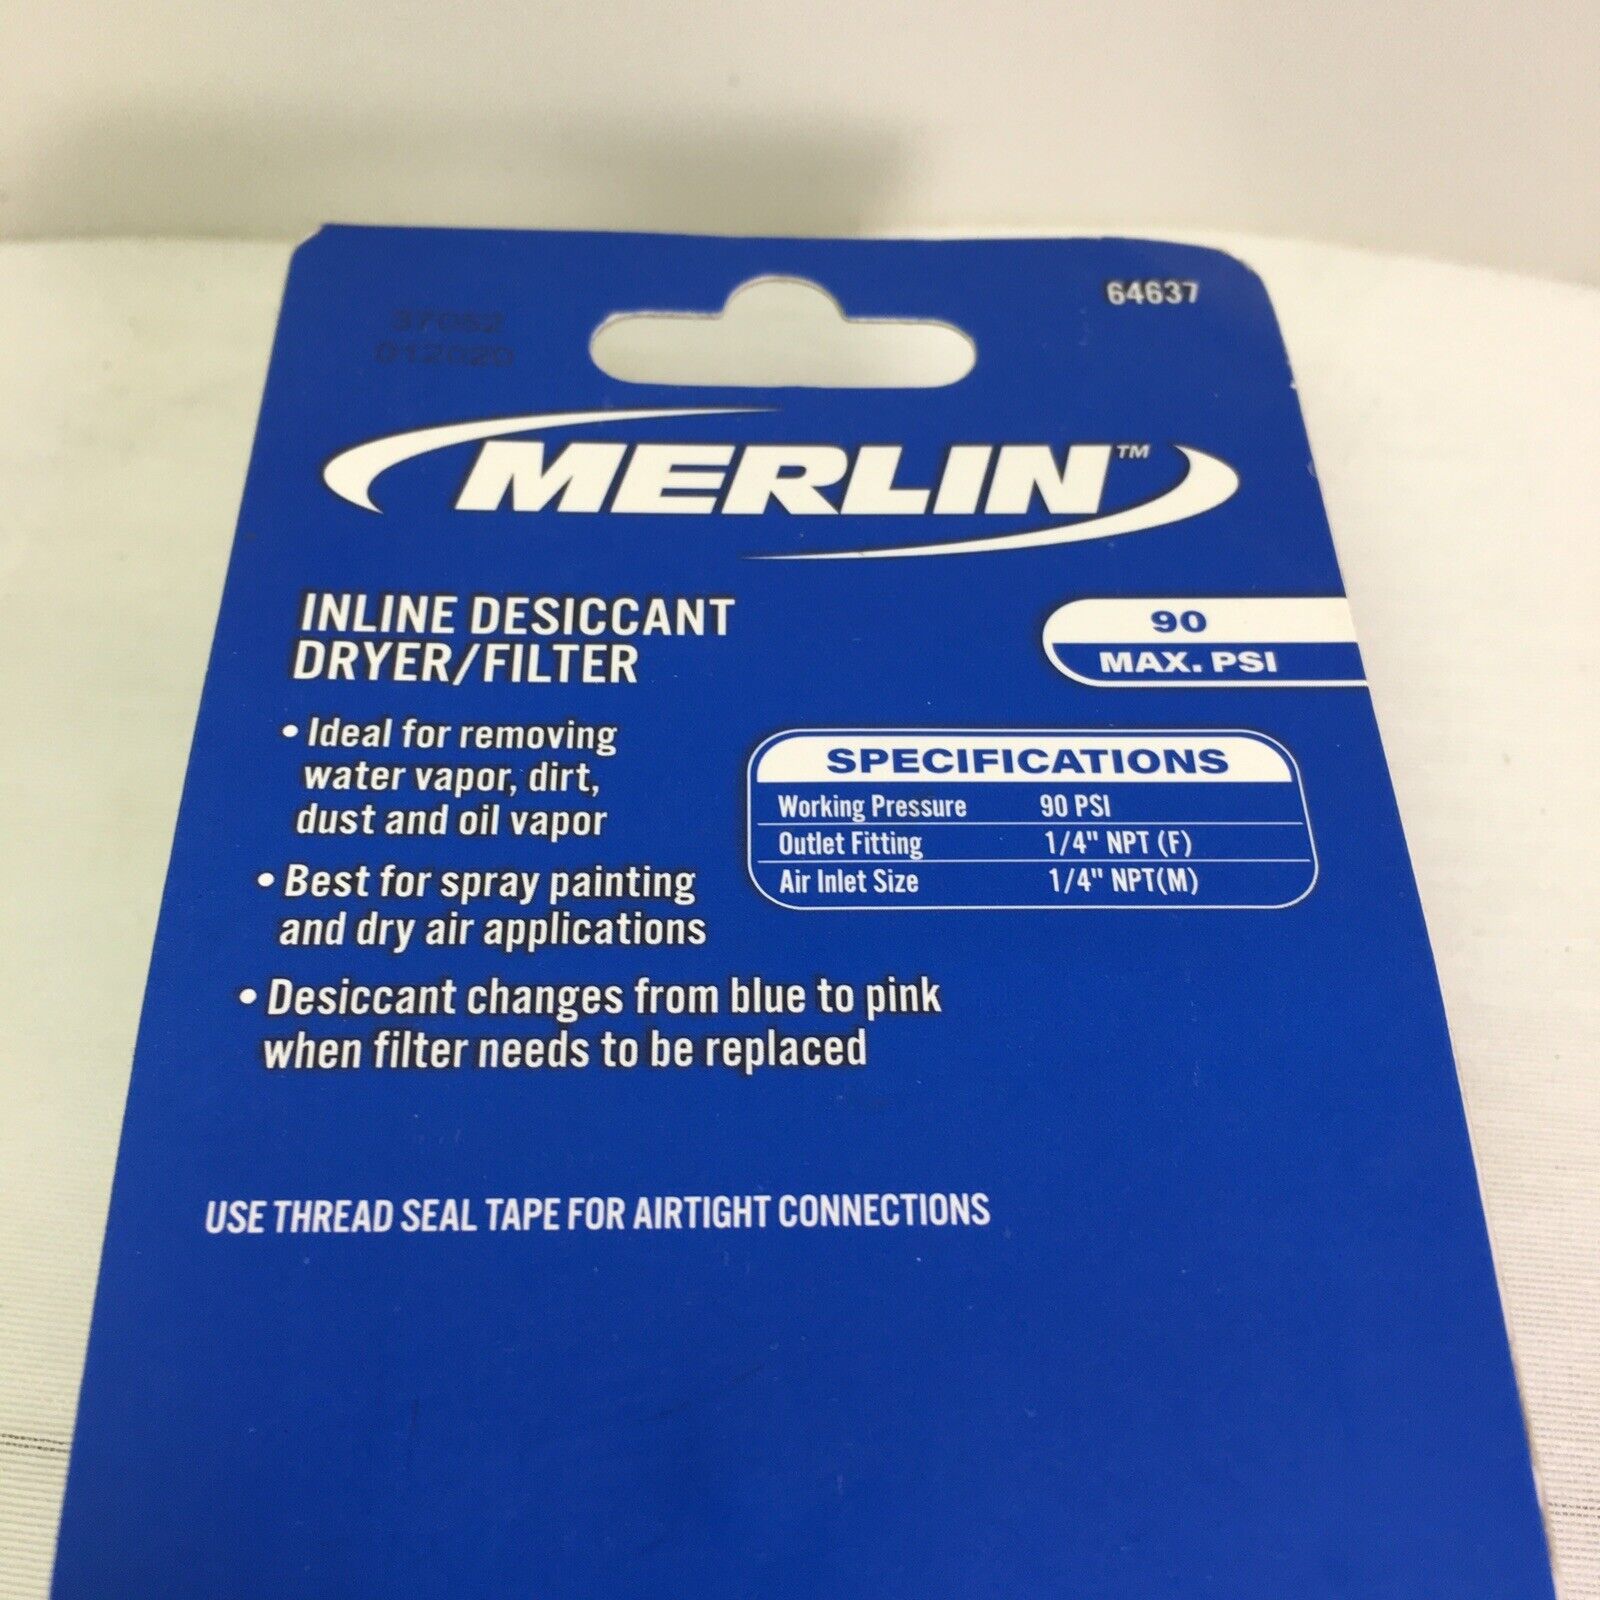 64637
37052
012020
MERLIN™
INLINE DESICCANT
DRYER/FILTER
90
MAX. PSI
• Ideal for removing
water vapor, dirt,
dust and oil vapor
• Best for spray painting
and dry air applications
• Desiccant changes from blue to pink
when filter needs to be replaced
SPECIFICATIONS
Working Pressure 90 PSI
Outlet Fitting 1/4" NPT (F)
Air Inlet Size 1/4" NPT(M)
USE THREAD SEAL TAPE FOR AIRTIGHT CONNECTIONS